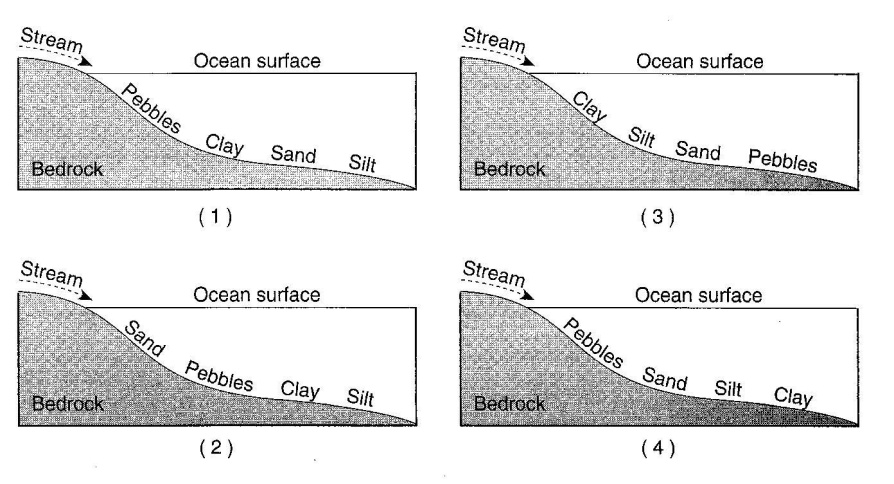 Stream
Ocean surface
Pebbles
Clay
Sand
Silt
Bedrock
(1)
Stream
Ocean surface
Clay
Silt
Sand
Pebbles
Bedrock
(3)
Stream
Ocean surface
Sand
Pebbles
Clay
Silt
Bedrock
(2)
Stream
Ocean surface
Pebbles
Sand
Silt
Clay
Bedrock
(4)